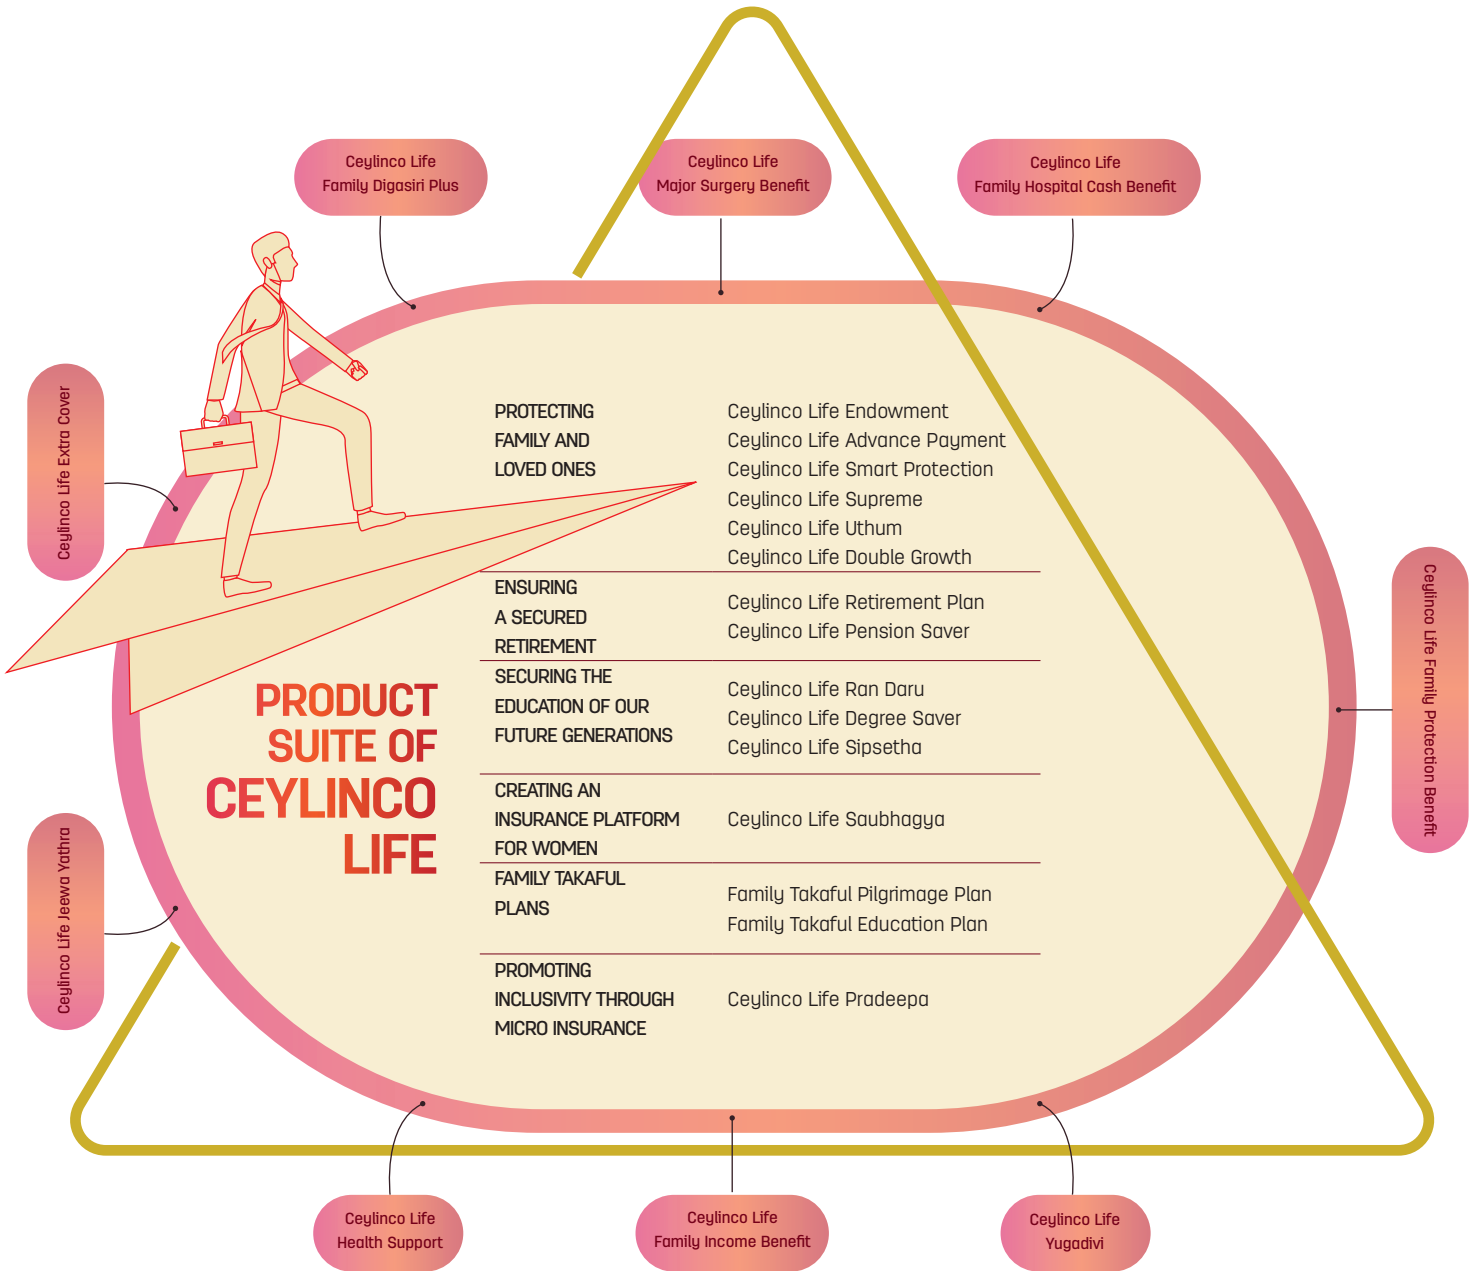 Ceylinco Life
Family Digasiri Plus
Ceylinco Life
Major Surgery Benefit
Ceylinco Life
Family Hospital Cash Benefit
Ceylinco Life Extra Cover
PRODUCT
SUITE OF
CEYLINCO
LIFE
PROTECTING
FAMILY AND
LOVED ONES
Ceylinco Life Endowment
Ceylinco Life Advance Payment
Ceylinco Life Smart Protection
Ceylinco Life Supreme
Ceylinco Life Uthum
Ceylinco Life Double Growth
ENSURING
A SECURED
RETIREMENT
Ceylinco Life Retirement Plan
Ceylinco Life Pension Saver
SECURING THE
EDUCATION OF OUR
FUTURE GENERATIONS
Ceylinco Life Ran Daru
Ceylinco Life Degree Saver
Ceylinco Life Sipsetha
CREATING AN
INSURANCE PLATFORM
FOR WOMEN
Ceylinco Life Saubhagya
FAMILY TAKAFUL
PLANS
Family Takaful Pilgrimage Plan
Family Takaful Education Plan
PROMOTING
INCLUSIVITY THROUGH
MICRO INSURANCE
Ceylinco Life Pradeepa
Ceylinco Life Family Protection Benefit
Ceylinco Life Jeewa Yathra
Ceylinco Life
Health Support
Ceylinco Life
Family Income Benefit
Ceylinco Life
Yugadivi